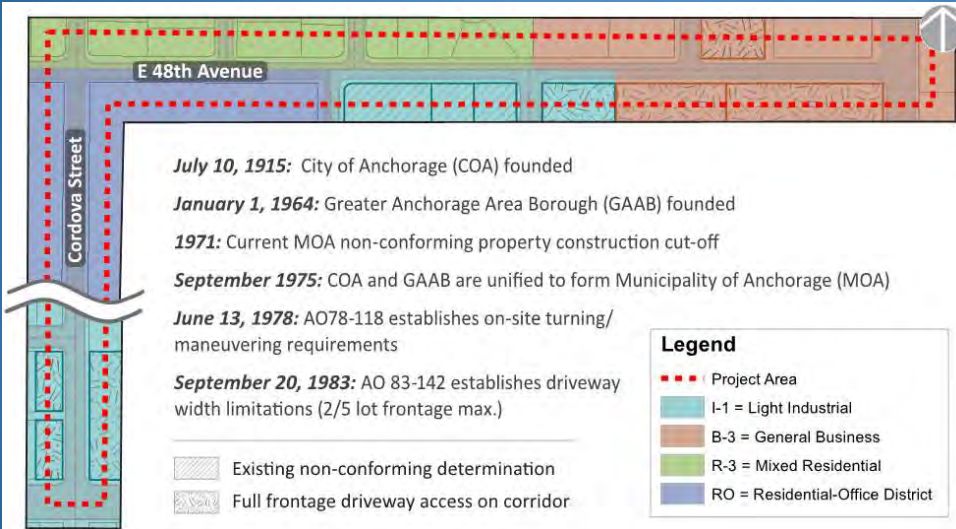 E 48th Avenue
Cordova Street
July 10, 1915: City of Anchorage (COA) founded
January 1, 1964: Greater Anchorage Area Borough (GAAB) founded
1971: Current MOA non-conforming property construction cut-off
September 1975: COA and GAAB are unified to form Municipality of Anchorage (MOA)
June 13, 1978: AO78-118 establishes on-site turning/
maneuvering requirements
September 20, 1983: AO 83-142 establishes driveway
width limitations (2/5 lot frontage max.)
Existing non-conforming determination
Full frontage driveway access on corridor
Legend
Project Area
I-1 = Light Industrial
B-3 = General Business
R-3 = Mixed Residential
RO = Residential-Office District